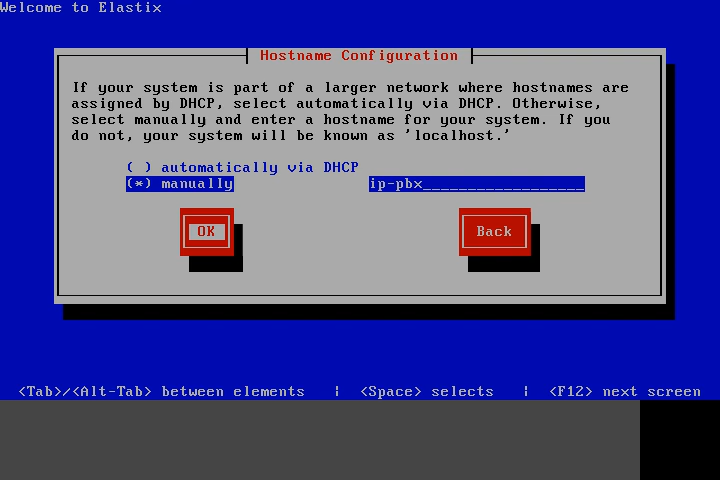 Welcome to Elastix
Hostname Configuration
If your system is part of a larger network where hostnames are
assigned by DHCP, select automatically via DHCP. Otherwise,
select manually and enter a hostname for your system. If you
do not, your system will be known as 'localhost.'
( ) automatically via DHCP
(*) manually ip-pbx__________________
OK Back
<Tab>/<Alt-Tab> between elements | <Space> selects | <F12> next screen